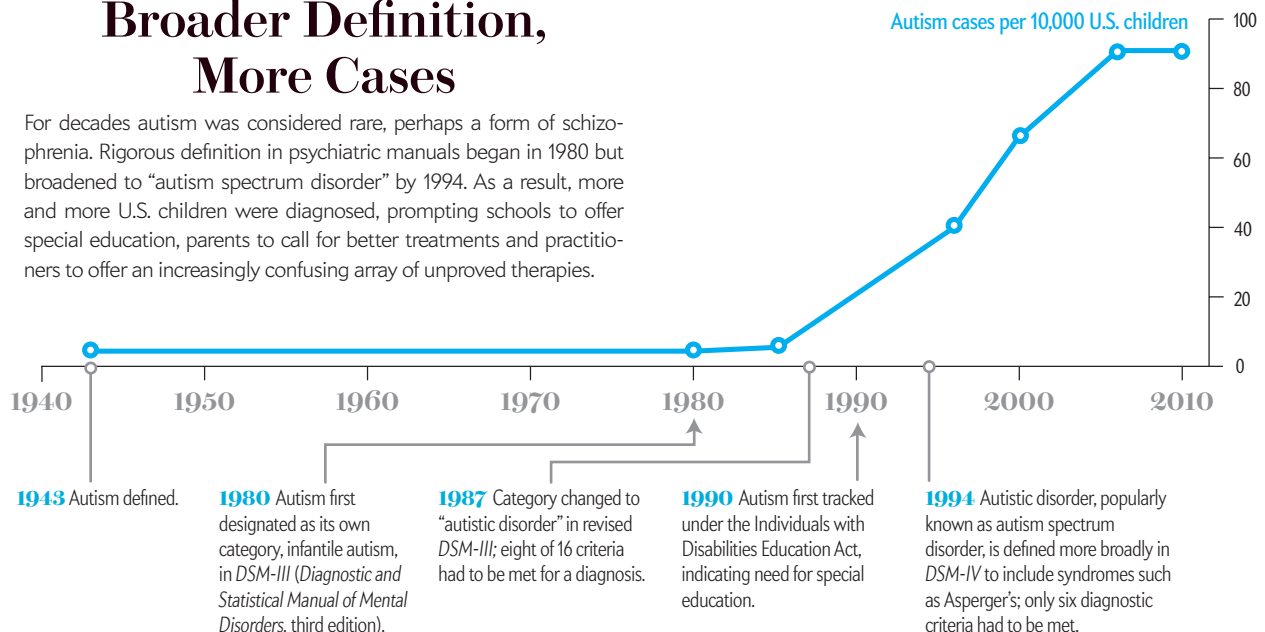 Broader Definition,
More Cases
For decades autism was considered rare, perhaps a form of schizo-
phrenia. Rigorous definition in psychiatric manuals began in 1980 but
broadened to “autism spectrum disorder” by 1994. As a result, more
and more U.S. children were diagnosed, prompting schools to offer
special education, parents to call for better treatments and practitio-
ners to offer an increasingly confusing array of unproved therapies.
Autism cases per 10,000 U.S. children
100
80
60
40
20
0
1940 1950 1960 1970 1980 1990 2000 2010
1943 Autism defined.
1980 Autism first
designated as its own
category, infantile autism,
in DSM-III (Diagnostic and
Statistical Manual of Mental
Disorders, third edition).
1987 Category changed to
“autistic disorder” in revised
DSM-III; eight of 16 criteria
had to be met for a diagnosis.
1990 Autism first tracked
under the Individuals with
Disabilities Education Act,
indicating need for special
education.
1994 Autistic disorder, popularly
known as autism spectrum
disorder, is defined more broadly in
DSM-IV to include syndromes such
as Asperger’s; only six diagnostic
criteria had to be met.